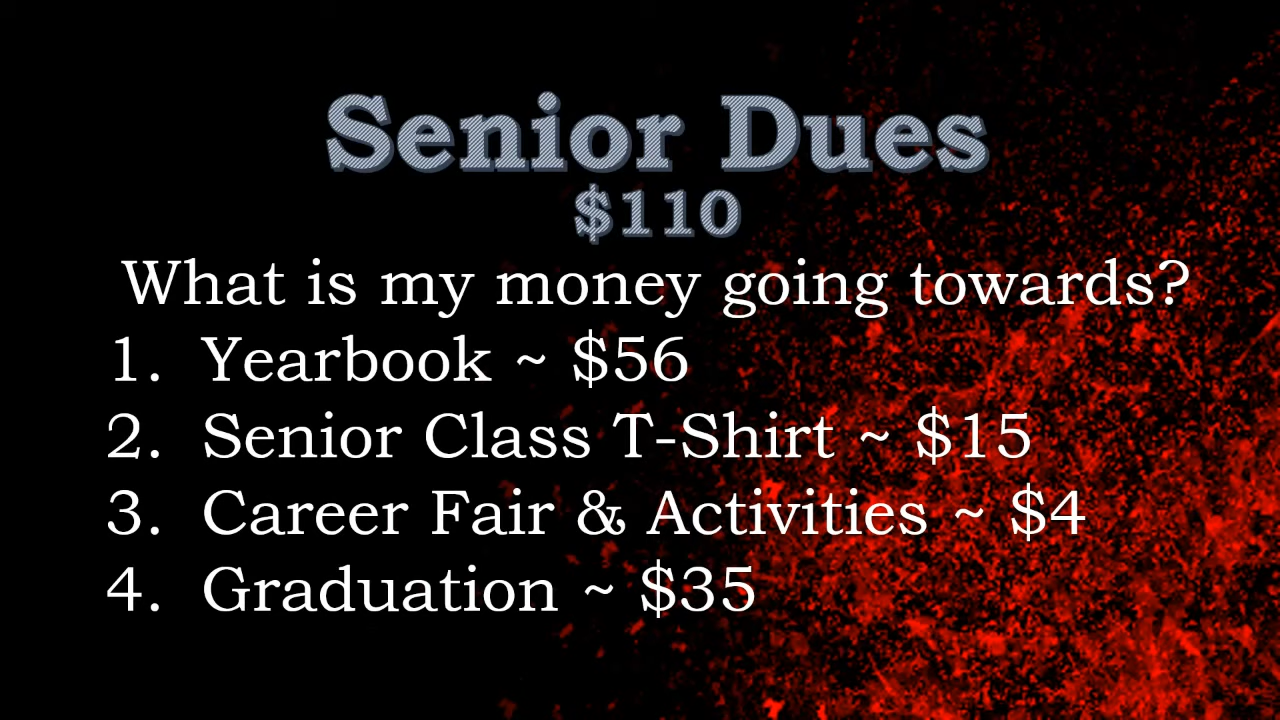 Senior Dues
$110
What is my money going towards?
1. Yearbook ~ $56
2. Senior Class T-Shirt ~ $15
3. Career Fair & Activities ~ $4
4. Graduation ~ $35